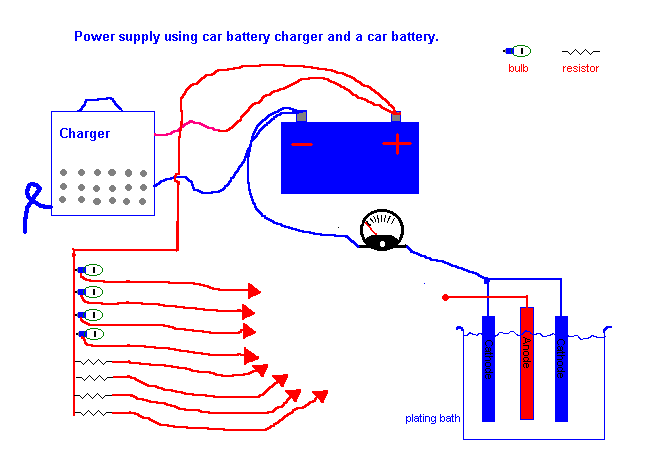 Power supply using car battery charger and a car battery.
bulb
resistor
Charger
Cathode
Anode
Cathode
plating bath